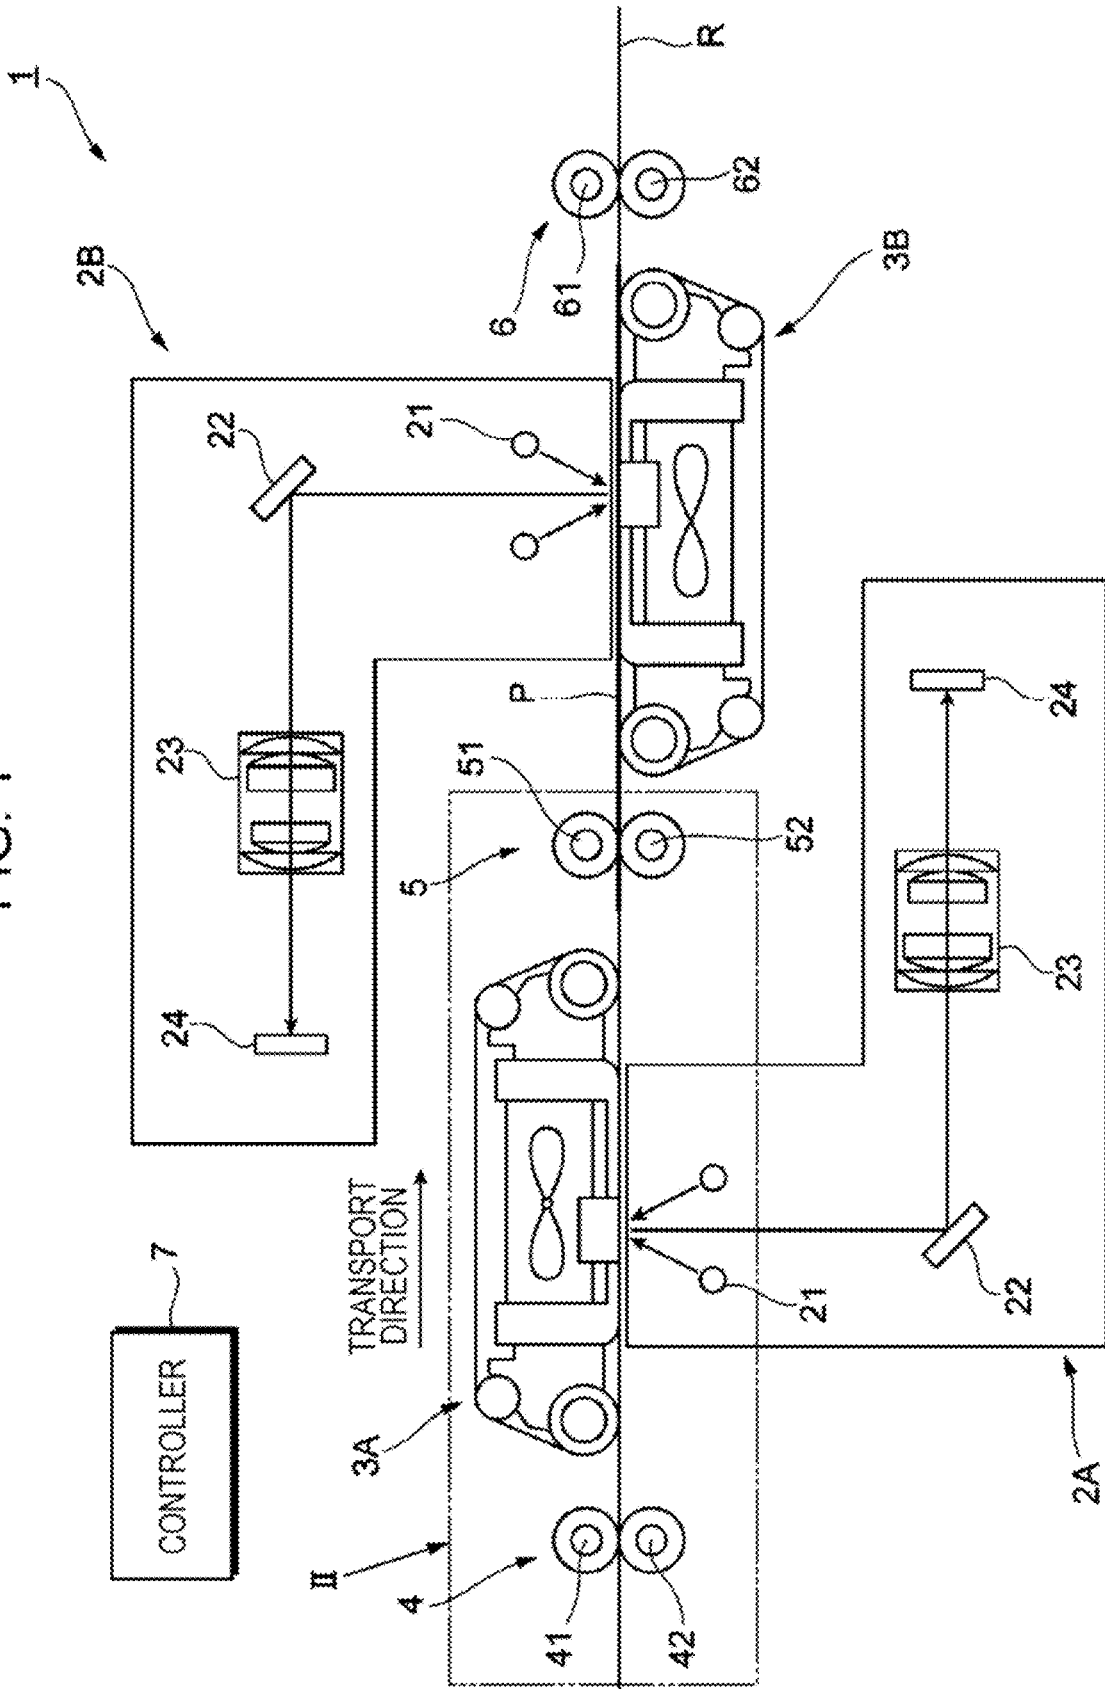 FIG. 1
1
2B
7
CONTROLLER
24
23
22
II
TRANSPORT
DIRECTION
3A
4
5
21
51
6
P
41
61
42
R
62
52
21
3B
22
23
24
2A